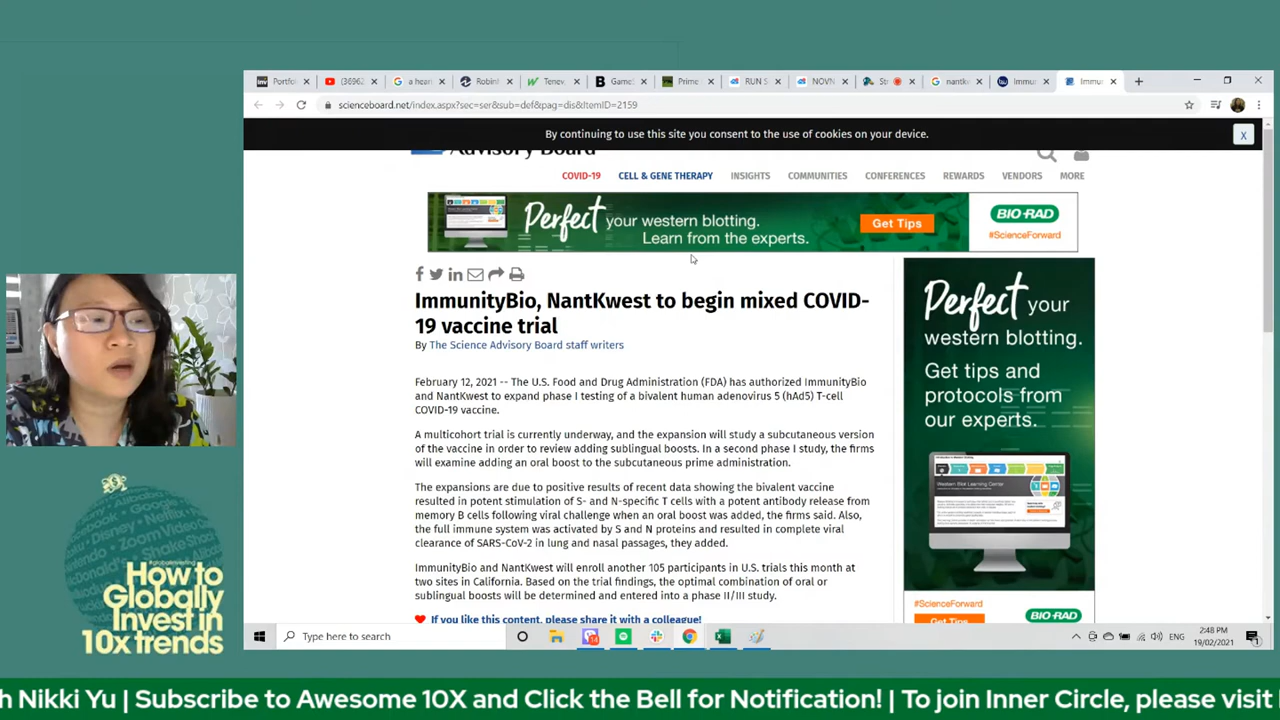 Portfo
(36962
a heari
Robinh
Tenev,
Game
Prime
RUN S
NOVN
Str
nantk
Immu
Immu
scienceboard.net/index.aspx?sec=ser&sub=def&pag=dis&ItemID=2159
By continuing to use this site you consent to the use of cookies on your device.
X
Advisory Board
COVID-19 CELL & GENE THERAPY INSIGHTS COMMUNITIES CONFERENCES REWARDS VENDORS MORE
Perfect your western blotting.
Learn from the experts.
Get Tips
BIO-RAD
#ScienceForward
ImmunityBio, NantKwest to begin mixed COVID-
19 vaccine trial
By The Science Advisory Board staff writers
February 12, 2021 -- The U.S. Food and Drug Administration (FDA) has authorized ImmunityBio
and NantKwest to expand phase I testing of a bivalent human adenovirus 5 (hAd5) T-cell
COVID-19 vaccine.
A multicohort trial is currently underway, and the expansion will study a subcutaneous version
of the vaccine in order to review adding sublingual boosts. In a second phase I study, the firms
will examine adding an oral boost to the subcutaneous prime administration.
The expansions are due to positive results of recent data showing the bivalent vaccine
resulted in potent stimulation of S- and N-specific T cells with a potent antibody release from
memory B cells following viral challenge when an oral boost was added, the firms said. Also,
the full immune system was activated by S and N proteins and resulted in complete viral
clearance of SARS-CoV-2 in lung and nasal passages, they added.
ImmunityBio and NantKwest will enroll another 105 participants in U.S. trials this month at
two sites in California. Based on the trial findings, the optimal combination of oral or
sublingual boosts will be determined and entered into a phase II/III study.
If you like this content, please share it with a colleague!
Perfect your
western blotting.
Get tips and
protocols from
our experts.
#ScienceForward
Get Tips
BIO-RAD
Type here to search
14
ENG
2:48 PM
19/02/2021
#globalinvesting
How to
Globally
Invest in
10x trends
h Nikki Yu | Subscribe to Awesome 10X and Click the Bell for Notification! | To join Inner Circle, please visit